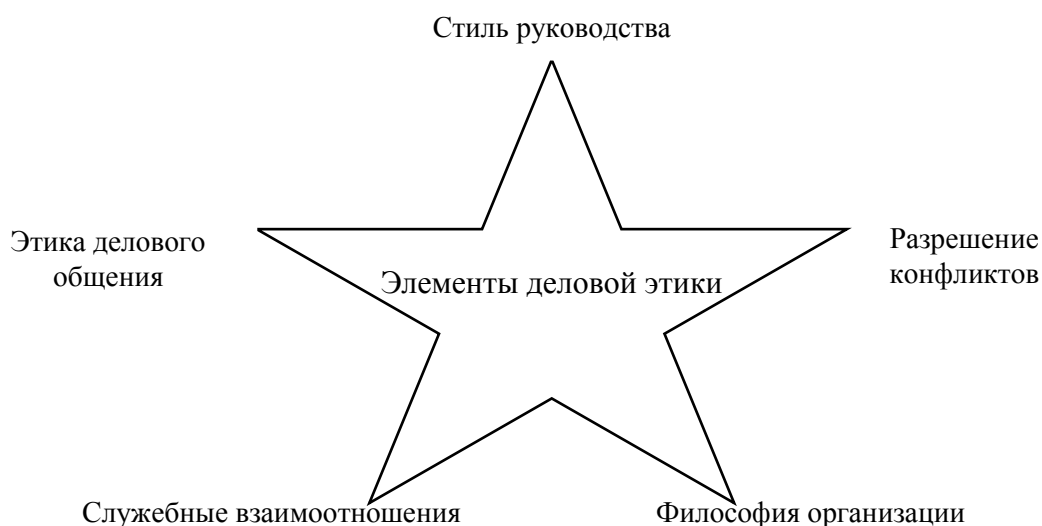 Стиль руководства
Этика делового
общения
Разрешение
конфликтов
Элементы деловой этики
Служебные взаимоотношения
Философия организации